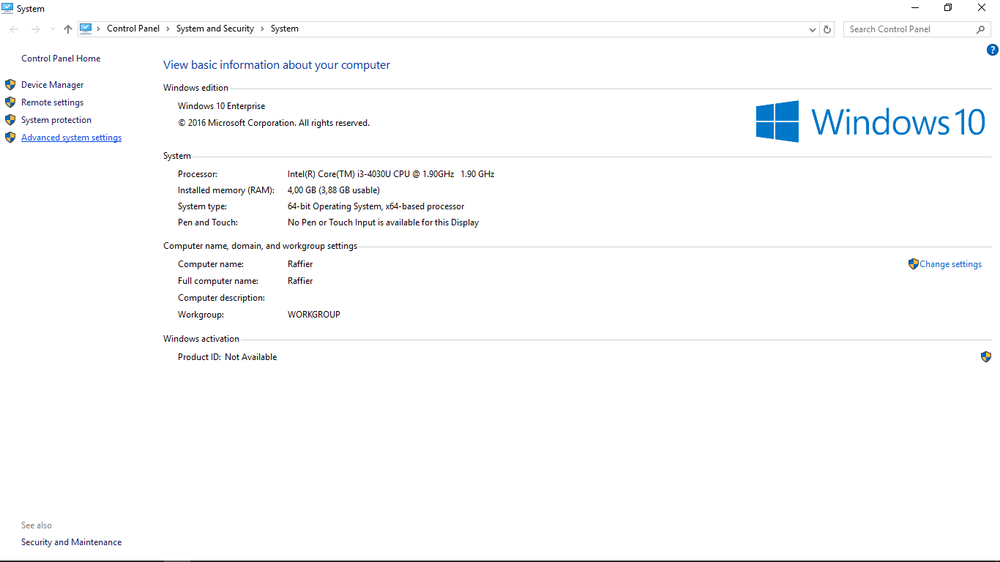 System
Control Panel > System and Security > System
Search Control Panel
Control Panel Home
Device Manager
Remote settings
System protection
Advanced system settings
View basic information about your computer
Windows edition
Windows 10 Enterprise
© 2016 Microsoft Corporation. All rights reserved.
Windows 10
System
Processor: Intel(R) Core(TM) i3-4030U CPU @ 1.90GHz 1.90 GHz
Installed memory (RAM): 4,00 GB (3,88 GB usable)
System type: 64-bit Operating System, x64-based processor
Pen and Touch: No Pen or Touch Input is available for this Display
Computer name, domain, and workgroup settings
Computer name: Raffier
Change settings
Full computer name: Raffier
Computer description:
Workgroup: WORKGROUP
Windows activation
Product ID: Not Available
See also
Security and Maintenance